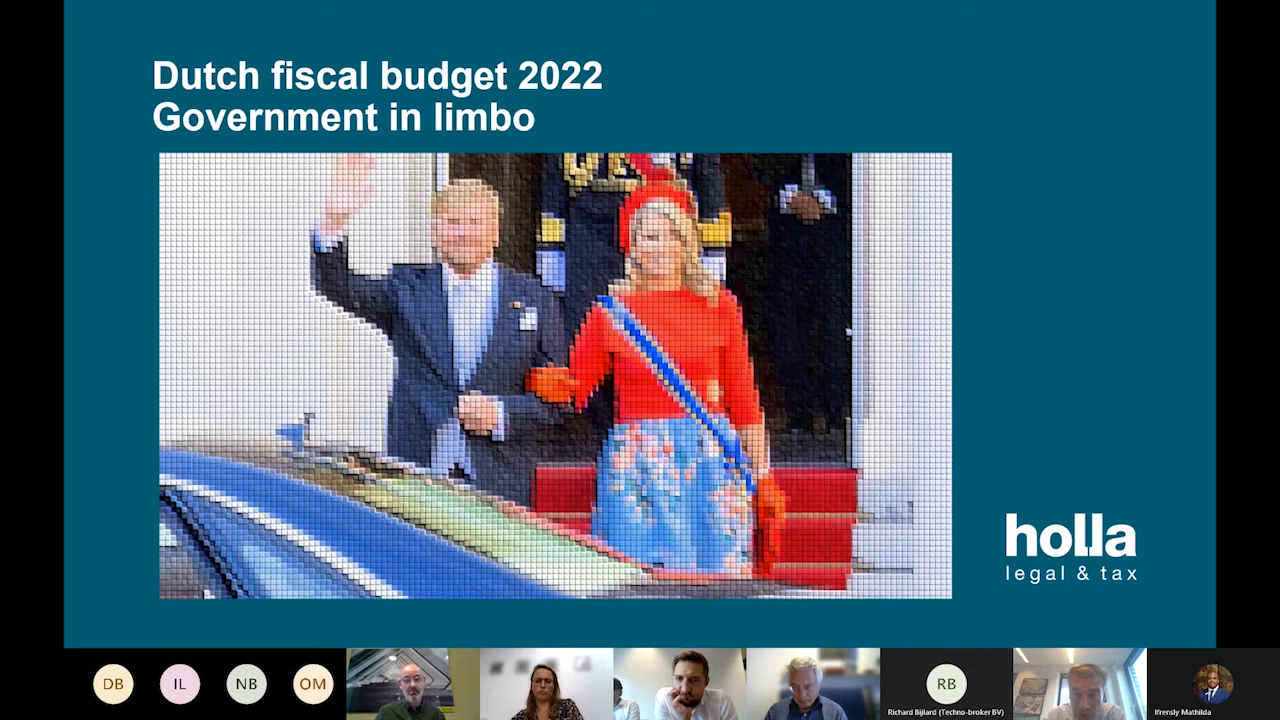 Dutch fiscal budget 2022
Government in limbo
holla
legal & tax
DB
IL
NB
OM
RB
Richard Bijlard (Techno-broker BV)
Ifrensly Mathilda